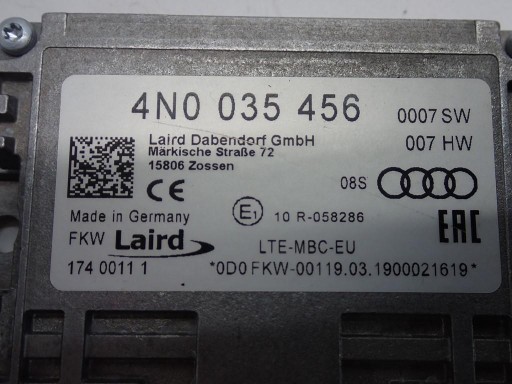 4N0 035 456 0007 SW
Laird Dabendorf GmbH 007 HW
Märkische Straße 72
15806 Zossen
08S
CE
Made in Germany E1 10 R-058286 EAC
FKW Laird LTE-MBC-EU
174 0011 1 *0D0 FKW-00119.03.1900021619*